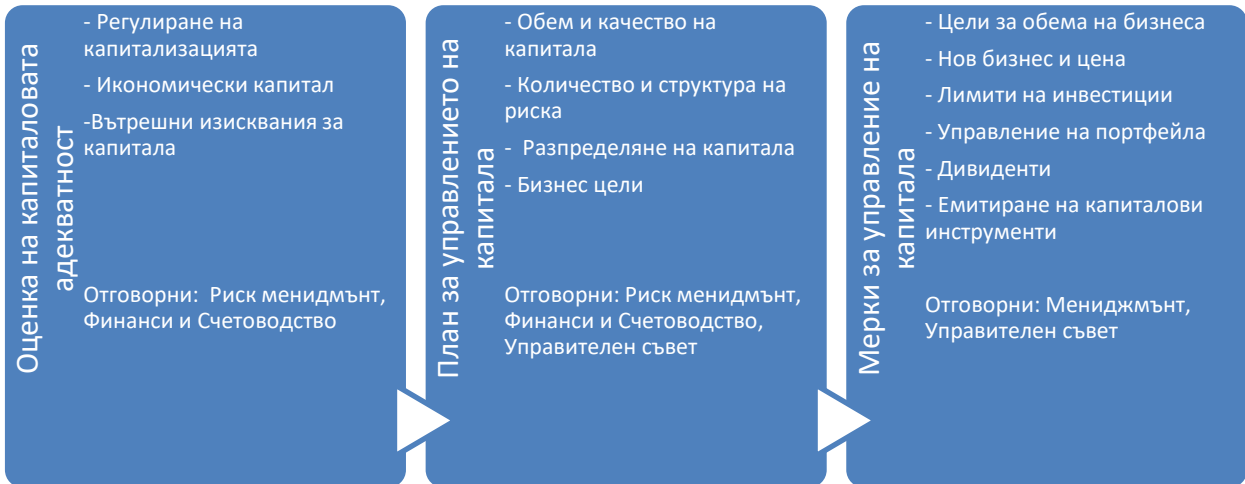 Оценка на капиталовата
адекватност
- Регулиране на
капитализацията
- Икономически капитал
-Вътрешни изисквания за
капитала
Отговорни: Риск менидмънт,
Финанси и Счетоводство
План за управлението на
капитала
- Обем и качество на
капитала
- Количество и структура на
риска
- Разпределяне на капитала
- Бизнес цели
Отговорни: Риск менидмънт,
Финанси и Счетоводство,
Управителен съвет
Мерки за управление на
капитала
- Цели за обема на бизнеса
- Нов бизнес и цена
- Лимити на инвестиции
- Управление на портфейла
- Дивиденти
- Емитиране на капиталови
инструменти
Отговорни: Мениджмънт,
Управителен съвет